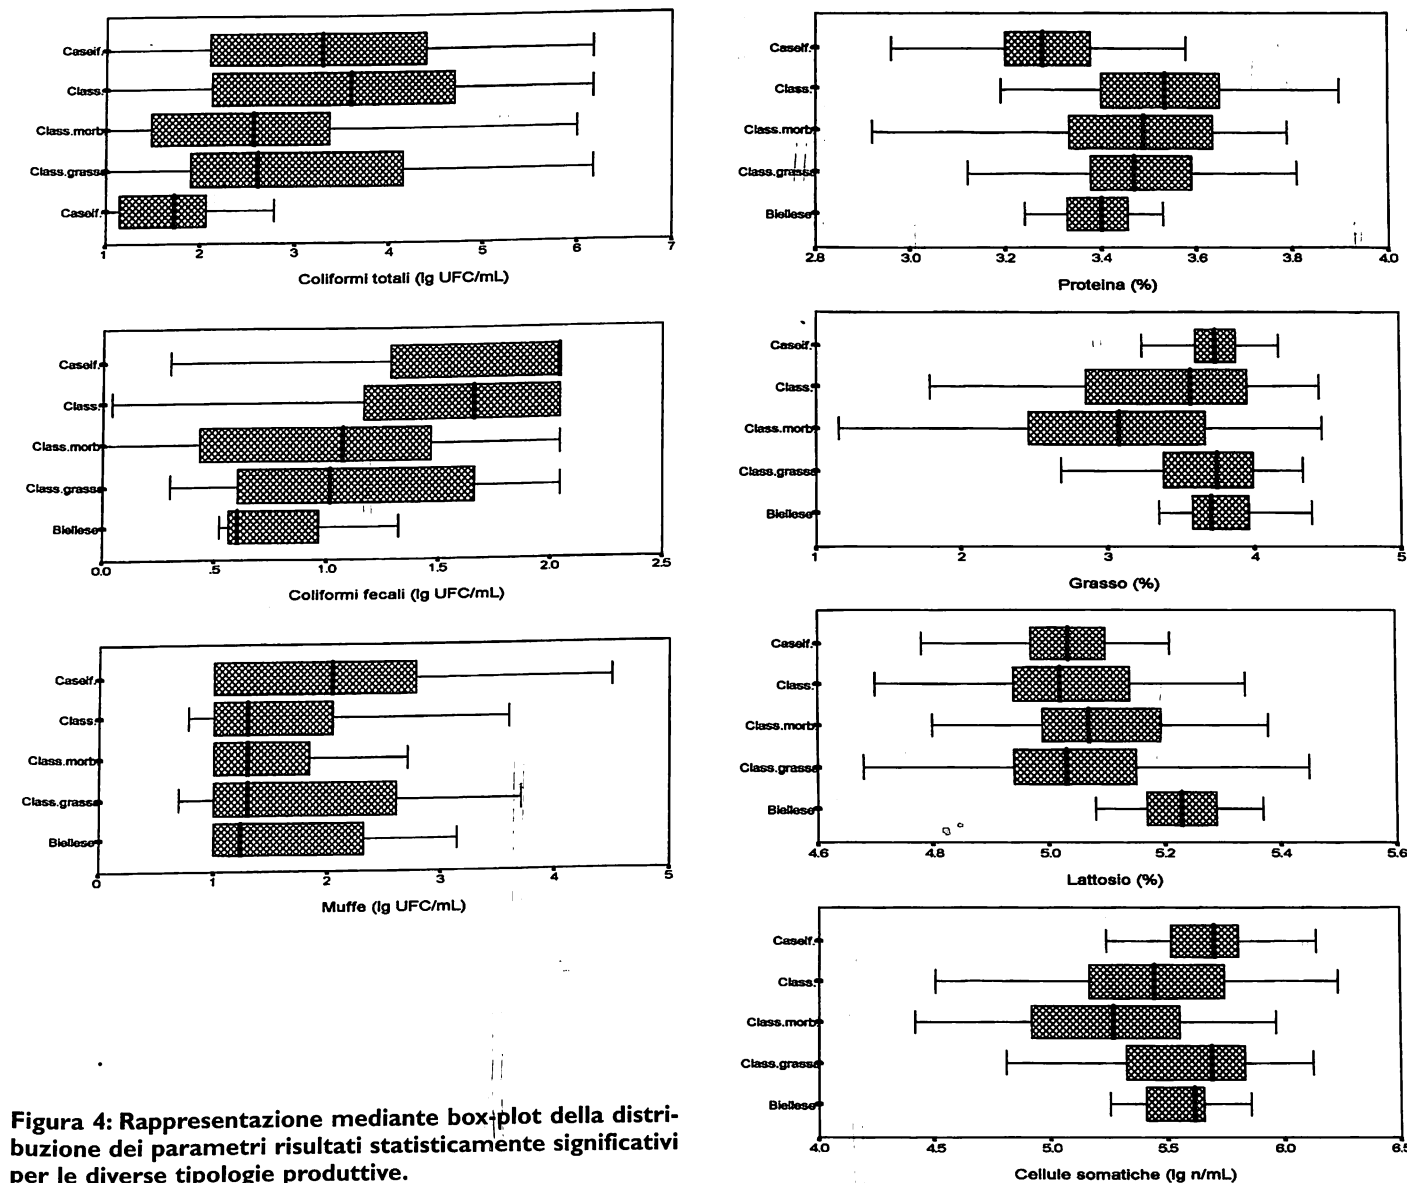 Caseif.
Class.
Class.morb
Class.grassa
Caseif.
1 2 3 4 5 6 7
Coliformi totali (lg UFC/mL)
Caseif.
Class.
Class.morb
Class.grassa
Biellese
0.0 .5 1.0 1.5 2.0 2.5
Coliformi fecali (lg UFC/mL)
Caseif.
Class.
Class.morb
Class.grassa
Biellese
0 1 2 3 4 5
Muffe (lg UFC/mL)
Figura 4: Rappresentazione mediante box-plot della distri-
buzione dei parametri risultati statisticamente significativi
per le diverse tipologie produttive.
Caseif.
Class.
Class.morb
Class.grassa
Biellese
2.8 3.0 3.2 3.4 3.6 3.8 4.0
Proteina (%)
Caseif.
Class.
Class.morb
Class.grassa
Biellese
1 2 3 4 5
Grasso (%)
Caseif.
Class.
Class.morb
Class.grassa
Biellese
4.6 4.8 5.0 5.2 5.4 5.6
Lattosio (%)
Caseif.
Class.
Class.morb
Class.grassa
Biellese
4.0 4.5 5.0 5.5 6.0 6.5
Cellule somatiche (lg n/mL)